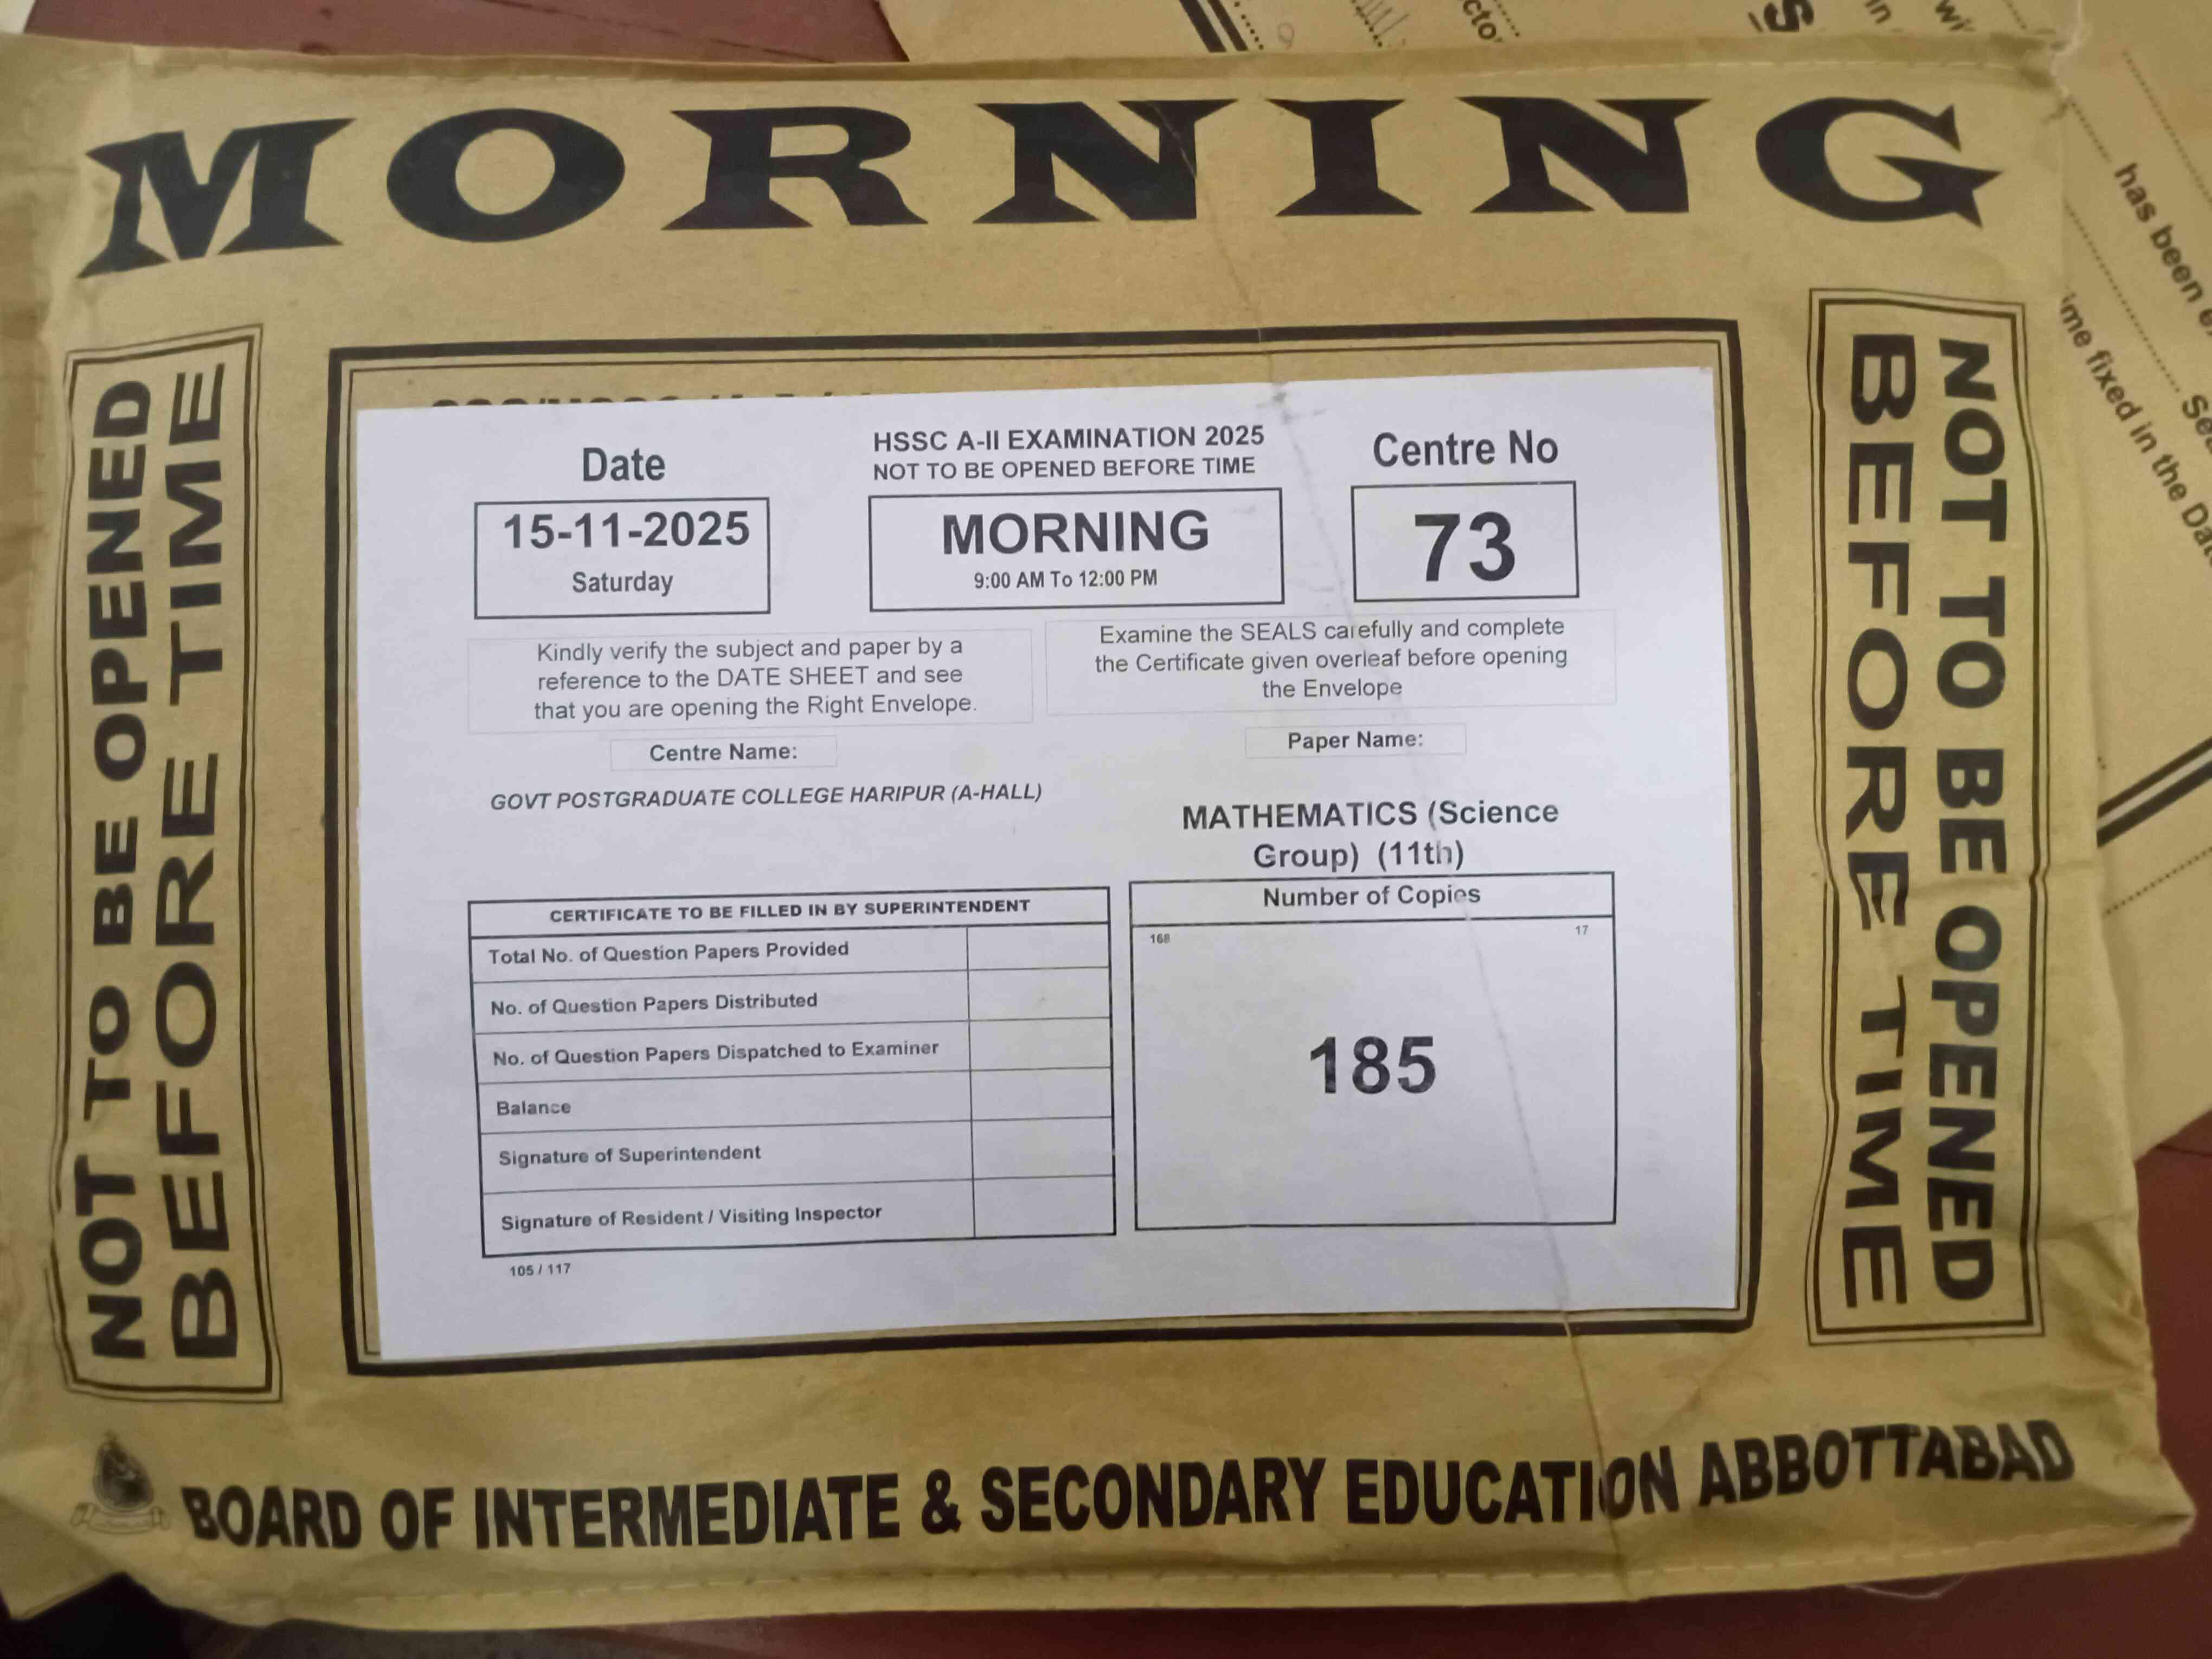 MORNING
NOT TO BE OPENED
BEFORE TIME
Date
15-11-2025
Saturday
HSSC A-II EXAMINATION 2025
NOT TO BE OPENED BEFORE TIME
MORNING
9:00 AM To 12:00 PM
Centre No
73
Kindly verify the subject and paper by a
reference to the DATE SHEET and see
that you are opening the Right Envelope.
Examine the SEALS carefully and complete
the Certificate given overleaf before opening
the Envelope
Centre Name:
GOVT POSTGRADUATE COLLEGE HARIPUR (A-HALL)
Paper Name:
MATHEMATICS (Science
Group) (11th)
CERTIFICATE TO BE FILLED IN BY SUPERINTENDENT
Total No. of Question Papers Provided
No. of Question Papers Distributed
No. of Question Papers Dispatched to Examiner
Balance
Signature of Superintendent
Signature of Resident / Visiting Inspector
105 / 117
Number of Copies
168 17
185
NOT TO BE OPENED
BEFORE TIME
BOARD OF INTERMEDIATE & SECONDARY EDUCATION ABBOTTABAD
has been
fixed in the